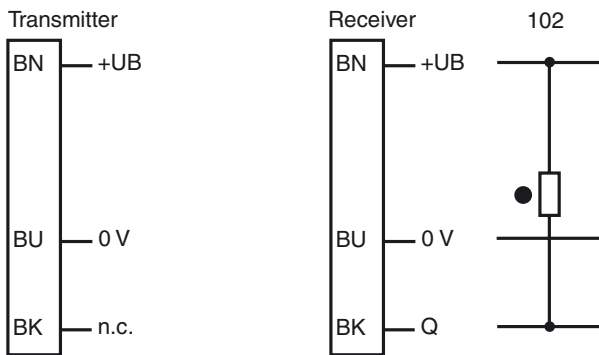 Transmitter
BN +UB
BU 0 V
BK n.c.
Receiver
BN +UB
BU 0 V
BK Q
102